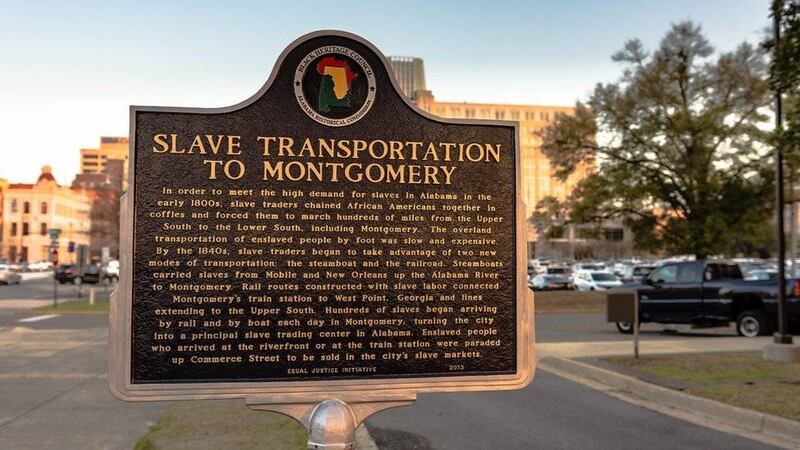 BLACK HERITAGE COUNCIL
ALABAMA HISTORICAL COMMISSION
SLAVE TRANSPORTATION
TO MONTGOMERY
In order to meet the high demand for slaves in Alabama in the
early 1800s, slave traders chained African Americans together in
coffles and forced them to march hundreds of miles from the Upper
South to the Lower South, including Montgomery. The overland
transportation of enslaved people by foot was slow and expensive.
By the 1840s, slave traders began to take advantage of two new
modes of transportation: the steamboat and the railroad. Steamboats
carried slaves from Mobile and New Orleans up the Alabama River
to Montgomery. Rail routes constructed with slave labor connected
Montgomery's train station to West Point, Georgia and lines
extending to the Upper South. Hundreds of slaves began arriving
by rail and by boat each day in Montgomery, turning the city
into a principal slave trading center in Alabama. Enslaved people
who arrived at the riverfront or at the train station were paraded
up Commerce Street to be sold in the city's slave markets.
EQUAL JUSTICE INITIATIVE 2013